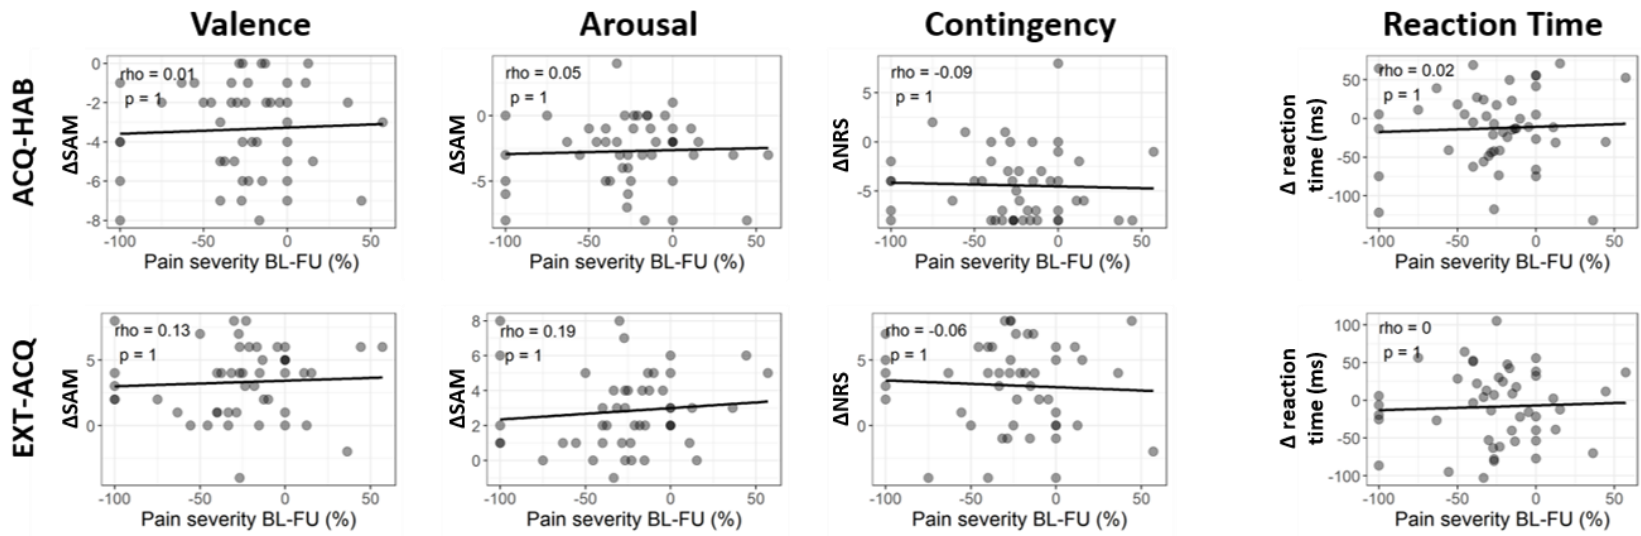 Valence
Arousal
Contingency
Reaction Time
ACQ-HAB
ΔSAM
0
-2
-4
-6
-8
rho = 0.01
p = 1
-100
-50
0
50
Pain severity BL-FU (%)
ΔSAM
0
-5
rho = 0.05
p = 1
-100
-50
0
50
Pain severity BL-FU (%)
ΔNRS
5
0
-5
rho = -0.09
p = 1
-100
-50
0
50
Pain severity BL-FU (%)
Δ reaction
time (ms)
50
0
-50
-100
rho = 0.02
p = 1
-100
-50
0
50
Pain severity BL-FU (%)
EXT-ACQ
ΔSAM
5
0
rho = 0.13
p = 1
-100
-50
0
50
Pain severity BL-FU (%)
ΔSAM
8
6
4
2
0
rho = 0.19
p = 1
-100
-50
0
50
Pain severity BL-FU (%)
ΔNRS
5
0
rho = -0.06
p = 1
-100
-50
0
50
Pain severity BL-FU (%)
Δ reaction
time (ms)
100
50
0
-50
-100
rho = 0
p = 1
-100
-50
0
50
Pain severity BL-FU (%)